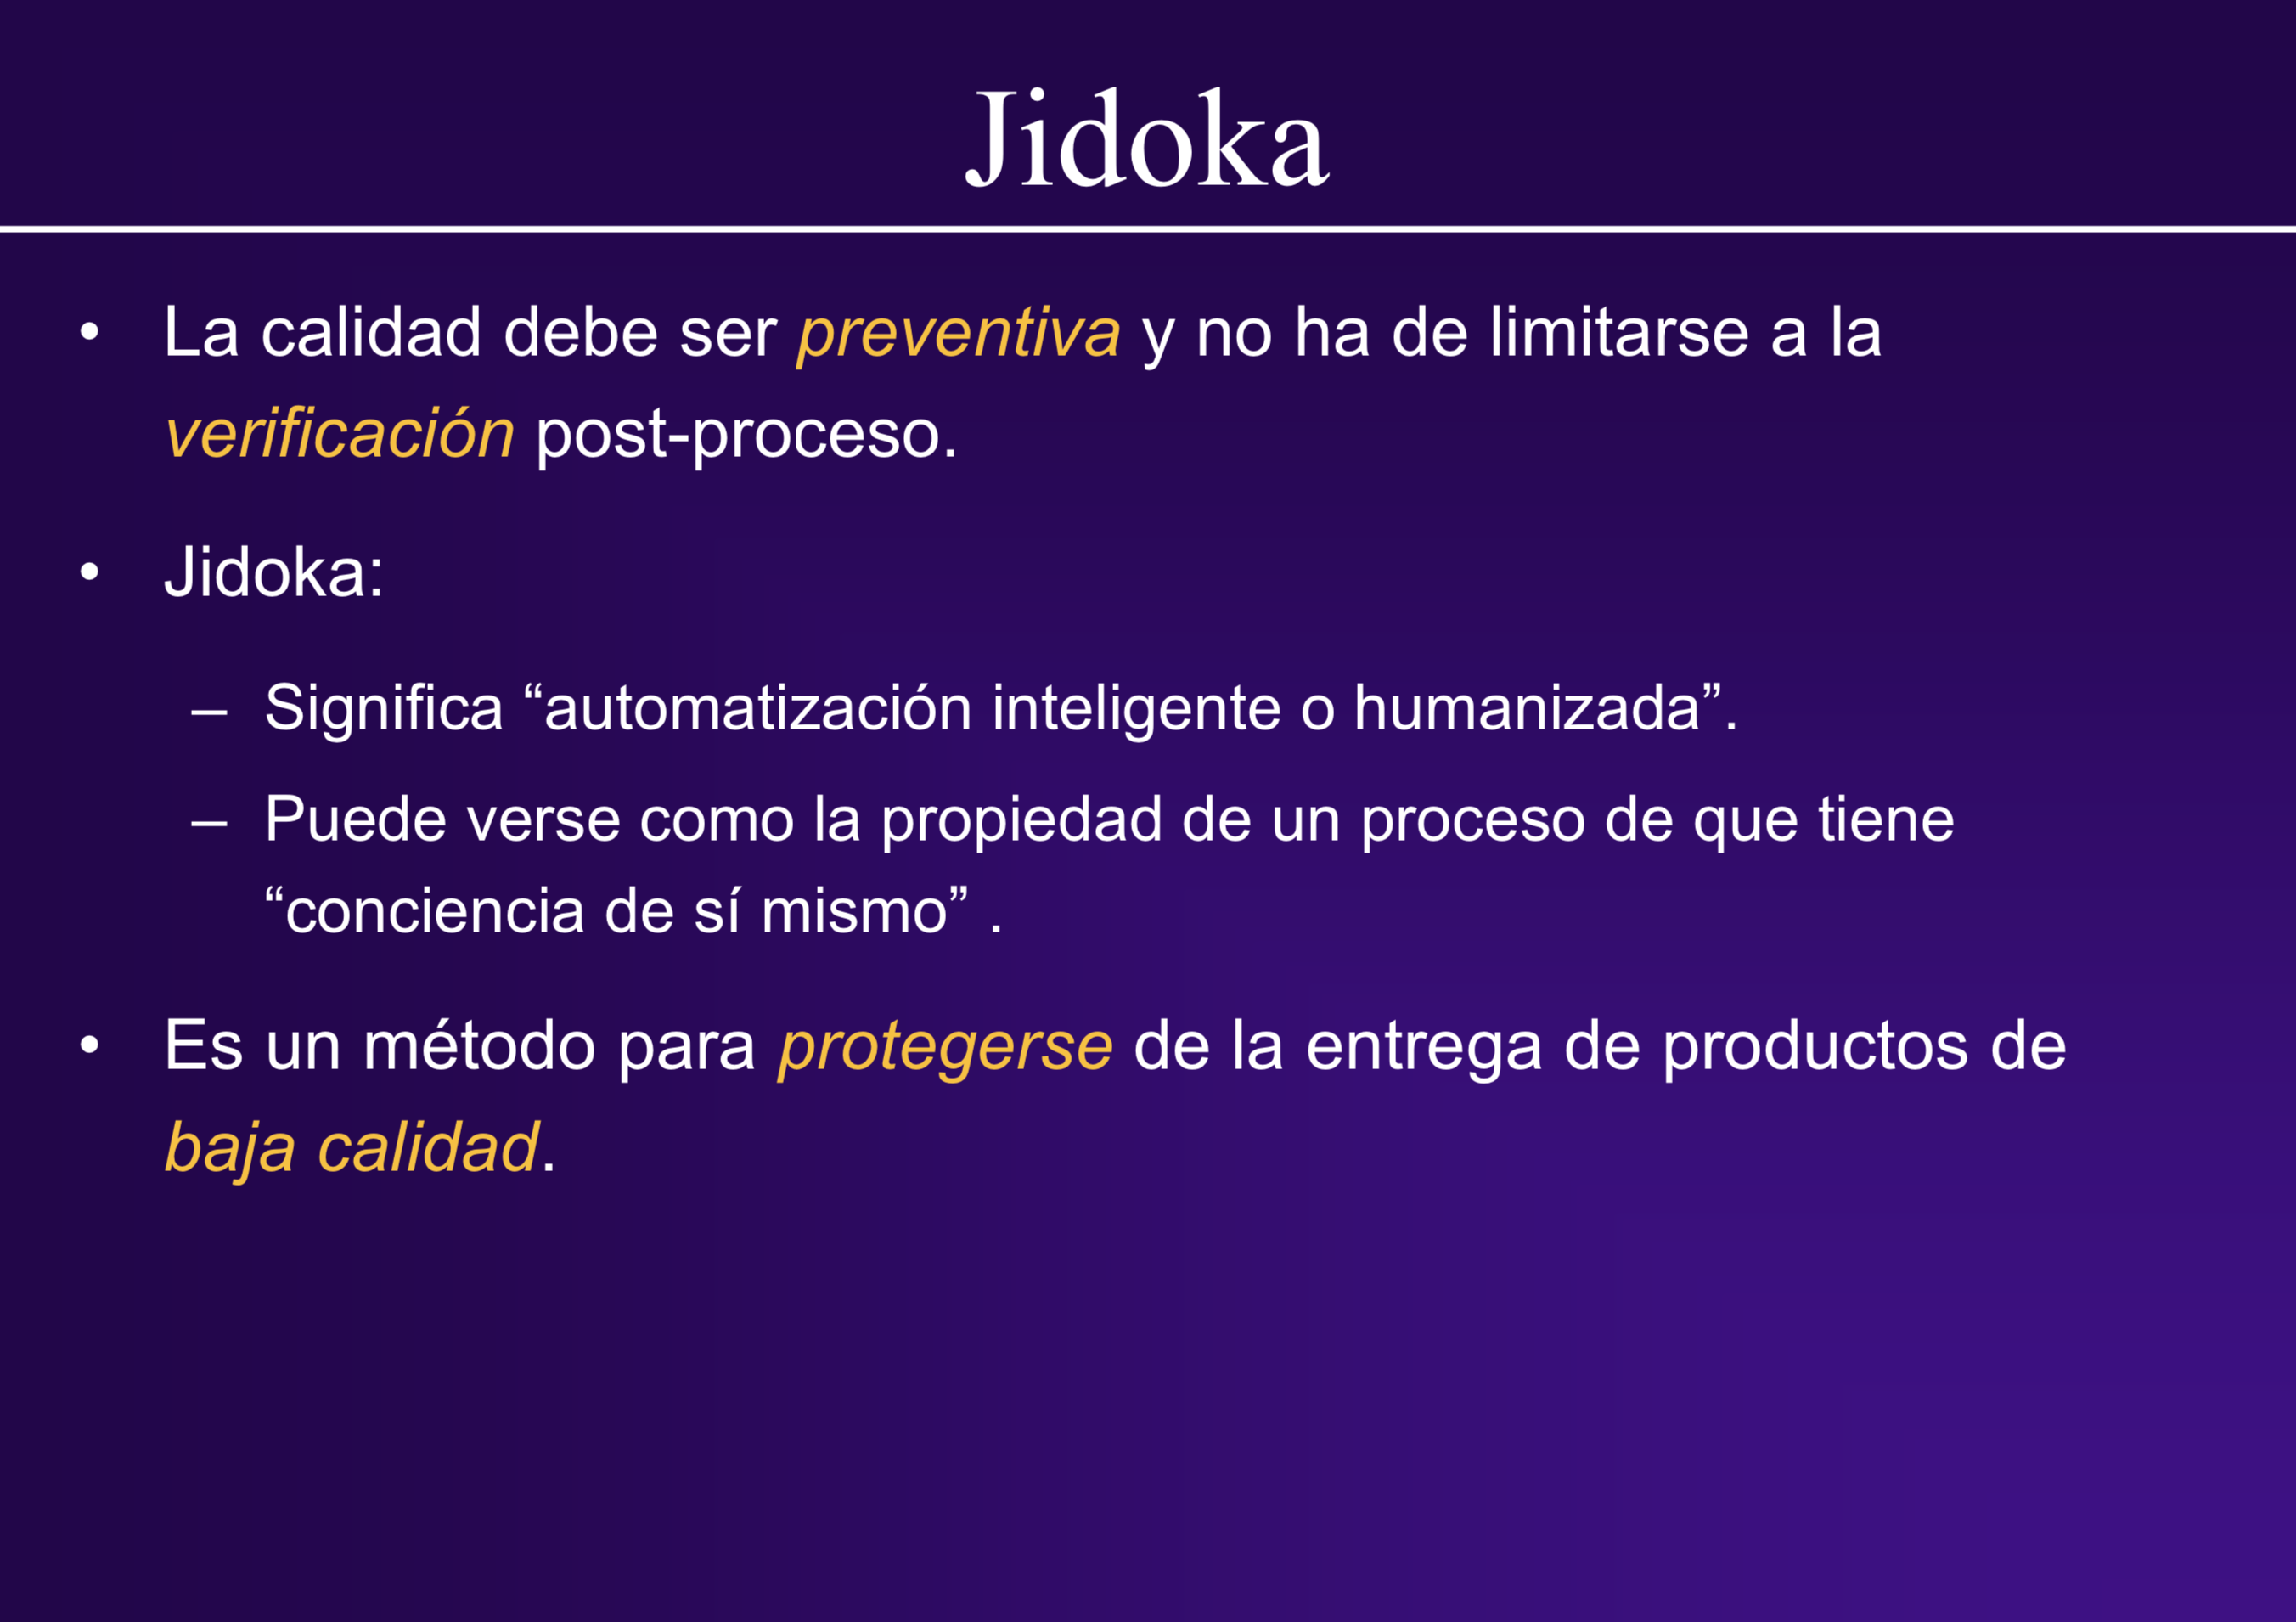 Jidoka
• La calidad debe ser preventiva y no ha de limitarse a la
verificación post-proceso.
• Jidoka:
– Significa “automatización inteligente o humanizada”.
– Puede verse como la propiedad de un proceso de que tiene
“conciencia de sí mismo” .
• Es un método para protegerse de la entrega de productos de
baja calidad.